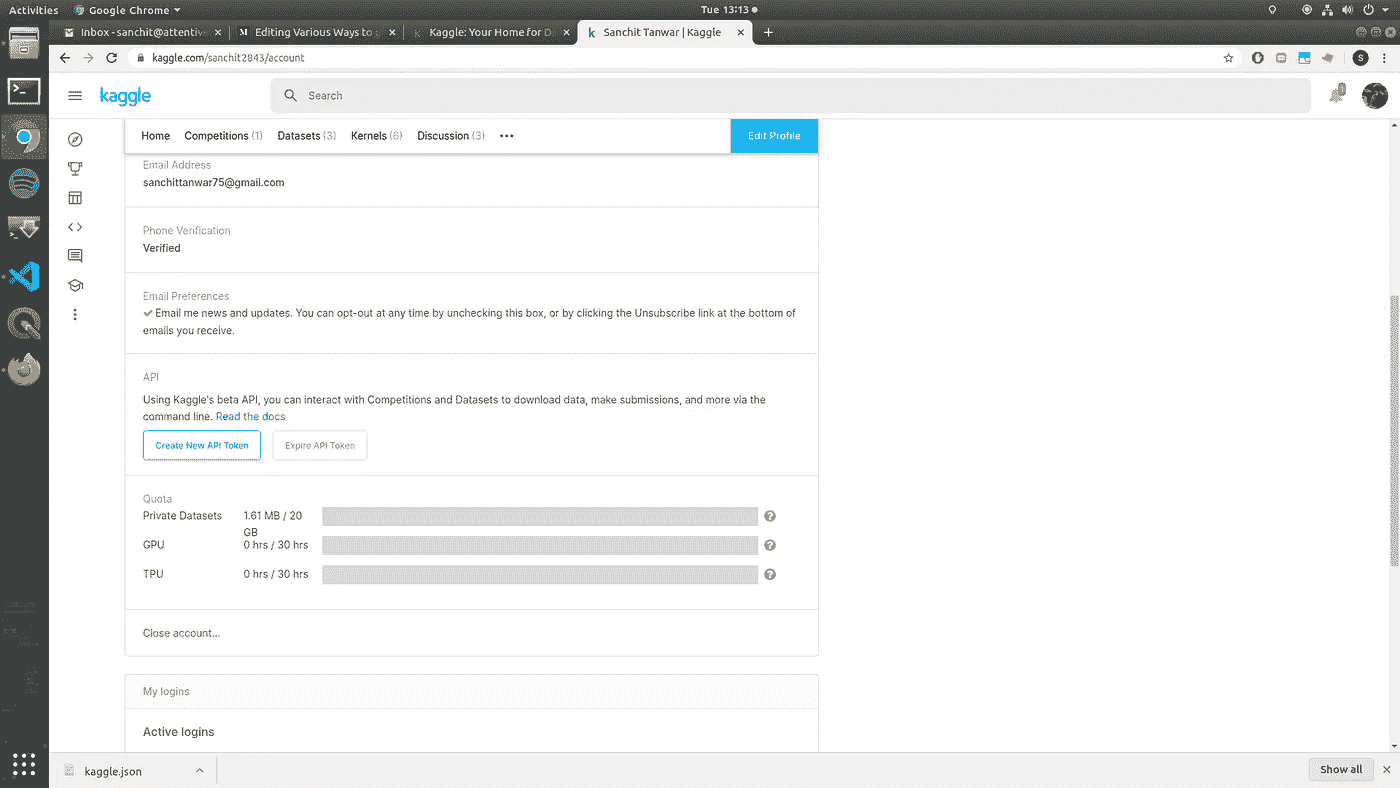 Activities Google Chrome Tue 13:13
Inbox - sanchit@attentive Editing Various Ways to Kaggle: Your Home for D Sanchit Tanwar | Kaggle
kaggle.com/sanchit2843/account S
kaggle Search
Home Competitions (1) Datasets (3) Kernels (6) Discussion (3) Edit Profile
Email Address
sanchittanwar75@gmail.com
Phone Verification
Verified
Email Preferences
Email me news and updates. You can opt-out at any time by unchecking this box, or by clicking the Unsubscribe link at the bottom of
emails you receive.
API
Using Kaggle's beta API, you can interact with Competitions and Datasets to download data, make submissions, and more via the
command line. Read the docs
Create New API Token Expire API Token
Quota
Private Datasets 1.61 MB / 20
GB
GPU 0 hrs / 30 hrs
TPU 0 hrs / 30 hrs
Close account...
My logins
Active logins
kaggle.json Show all